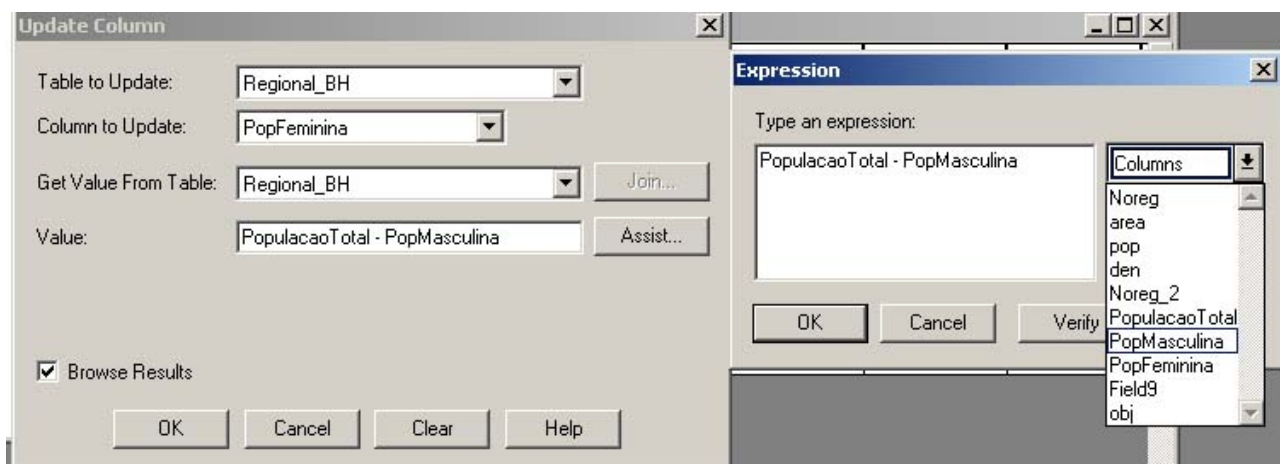 Update Column
Table to Update: Regional_BH
Column to Update: PopFeminina
Get Value From Table: Regional_BH Join...
Value: PopulacaoTotal - PopMasculina Assist...
Browse Results
OK Cancel Clear Help
Expression
Type an expression:
PopulacaoTotal - PopMasculina
Columns
Noreg
area
pop
den
Noreg_2
PopulacaoTotal
PopMasculina
PopFeminina
Field9
obj
OK Cancel Verify